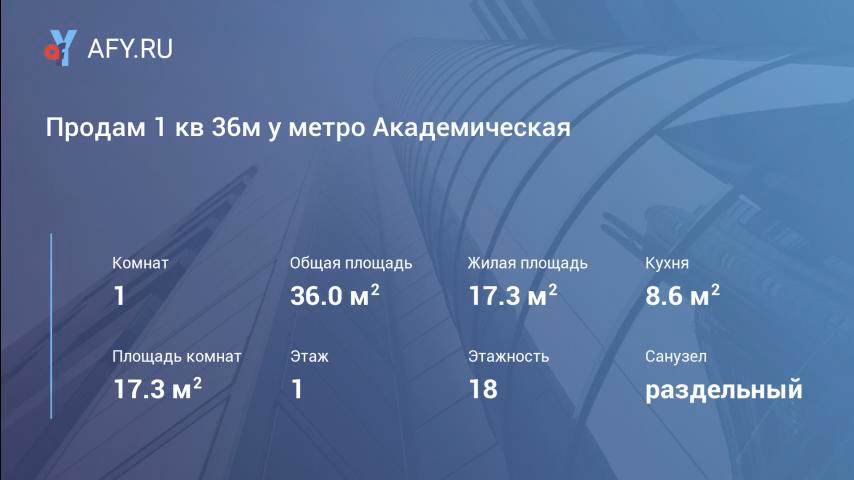 AFY.RU
Продам 1 кв 36м у метро Академическая
Комнат Общая площадь Жилая площадь Кухня
1 36.0 м² 17.3 м² 8.6 м²
Площадь комнат Этаж Этажность Санузел
17.3 м² 1 18 раздельный